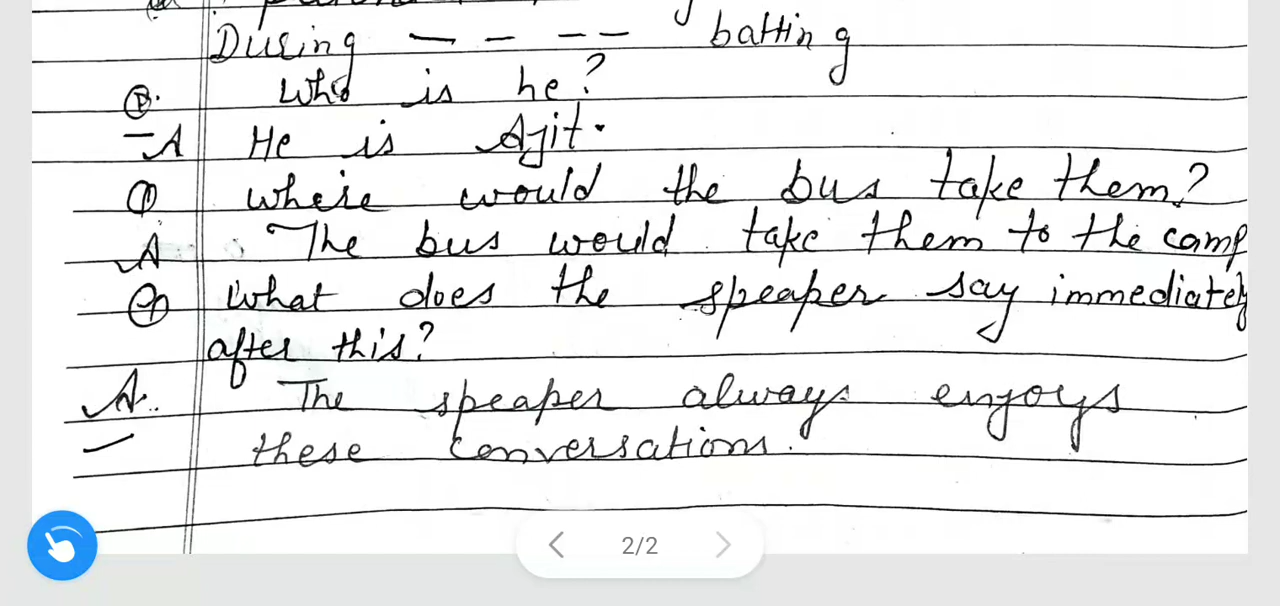 During — — — — batting
Q. Who is he?
A He is Ajit.
Q where would the bus take them?
A The bus would take them to the camp
Q What does the speaper say immediately
after this?
A. The speaper always enjoys
these conversations.
2/2